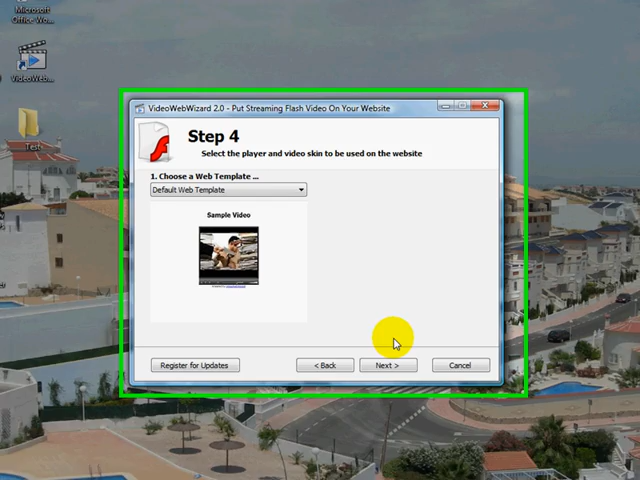 Microsoft
Office Wo...
VideoWeb...
Test
VideoWebWizard 2.0 - Put Streaming Flash Video On Your Website
Step 4
Select the player and video skin to be used on the website
1. Choose a Web Template ...
Default Web Template
Sample Video
Register for Updates
< Back
Next >
Cancel